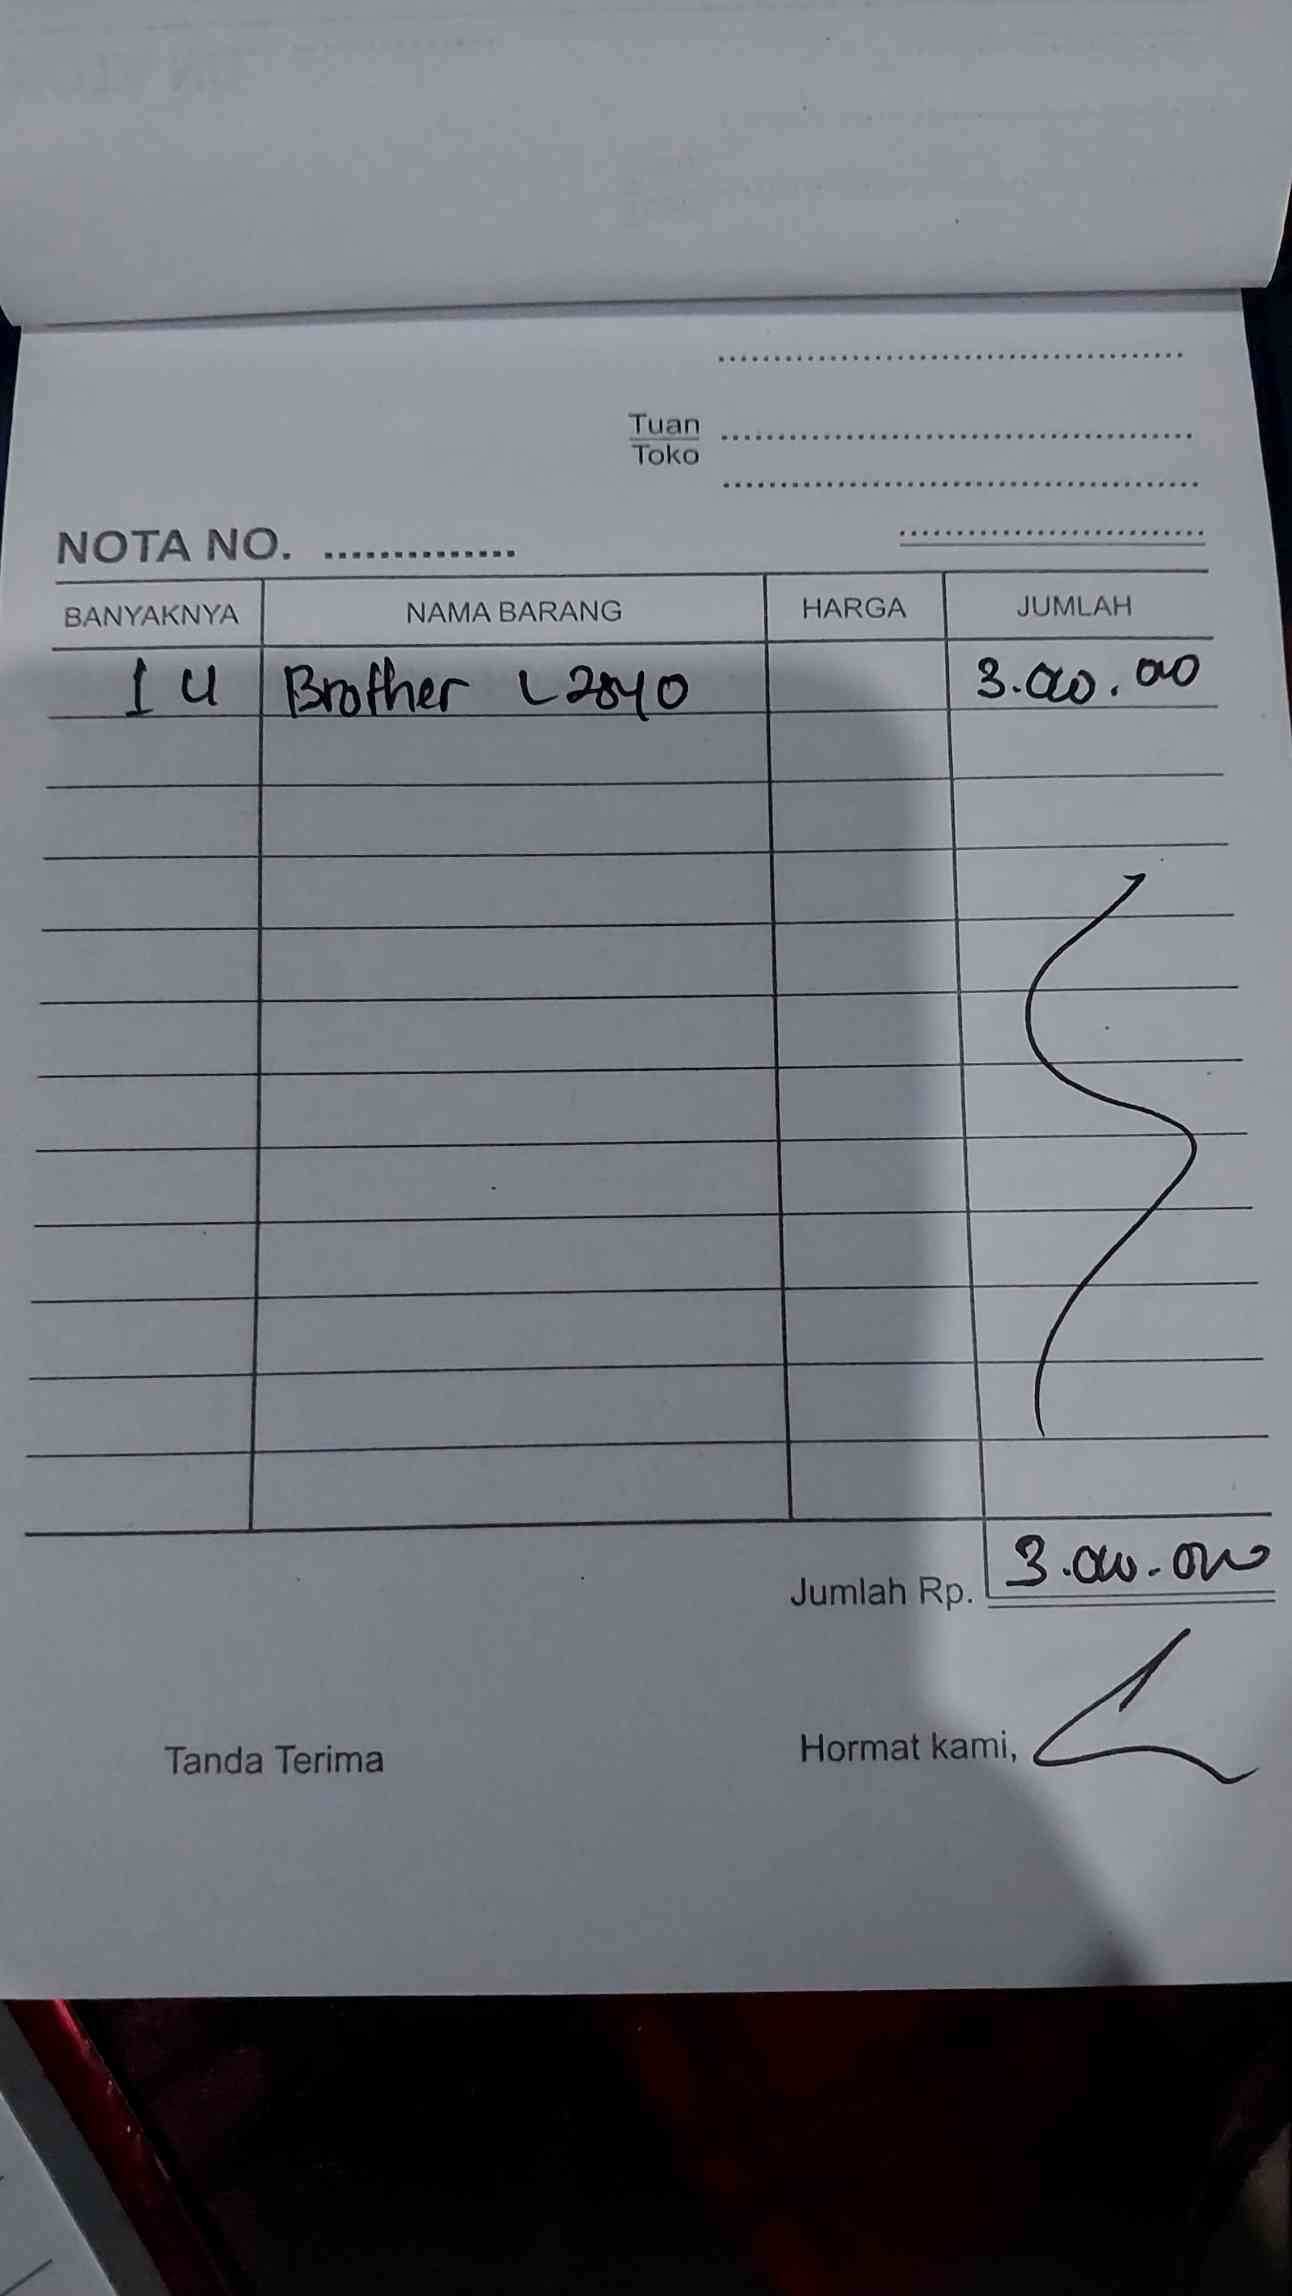 Tuan
Toko
NOTA NO.
BANYAKNYA NAMA BARANG HARGA JUMLAH
1 U Brother L2840 3.000.000
Jumlah Rp. 3.000.000
Tanda Terima Hormat kami,